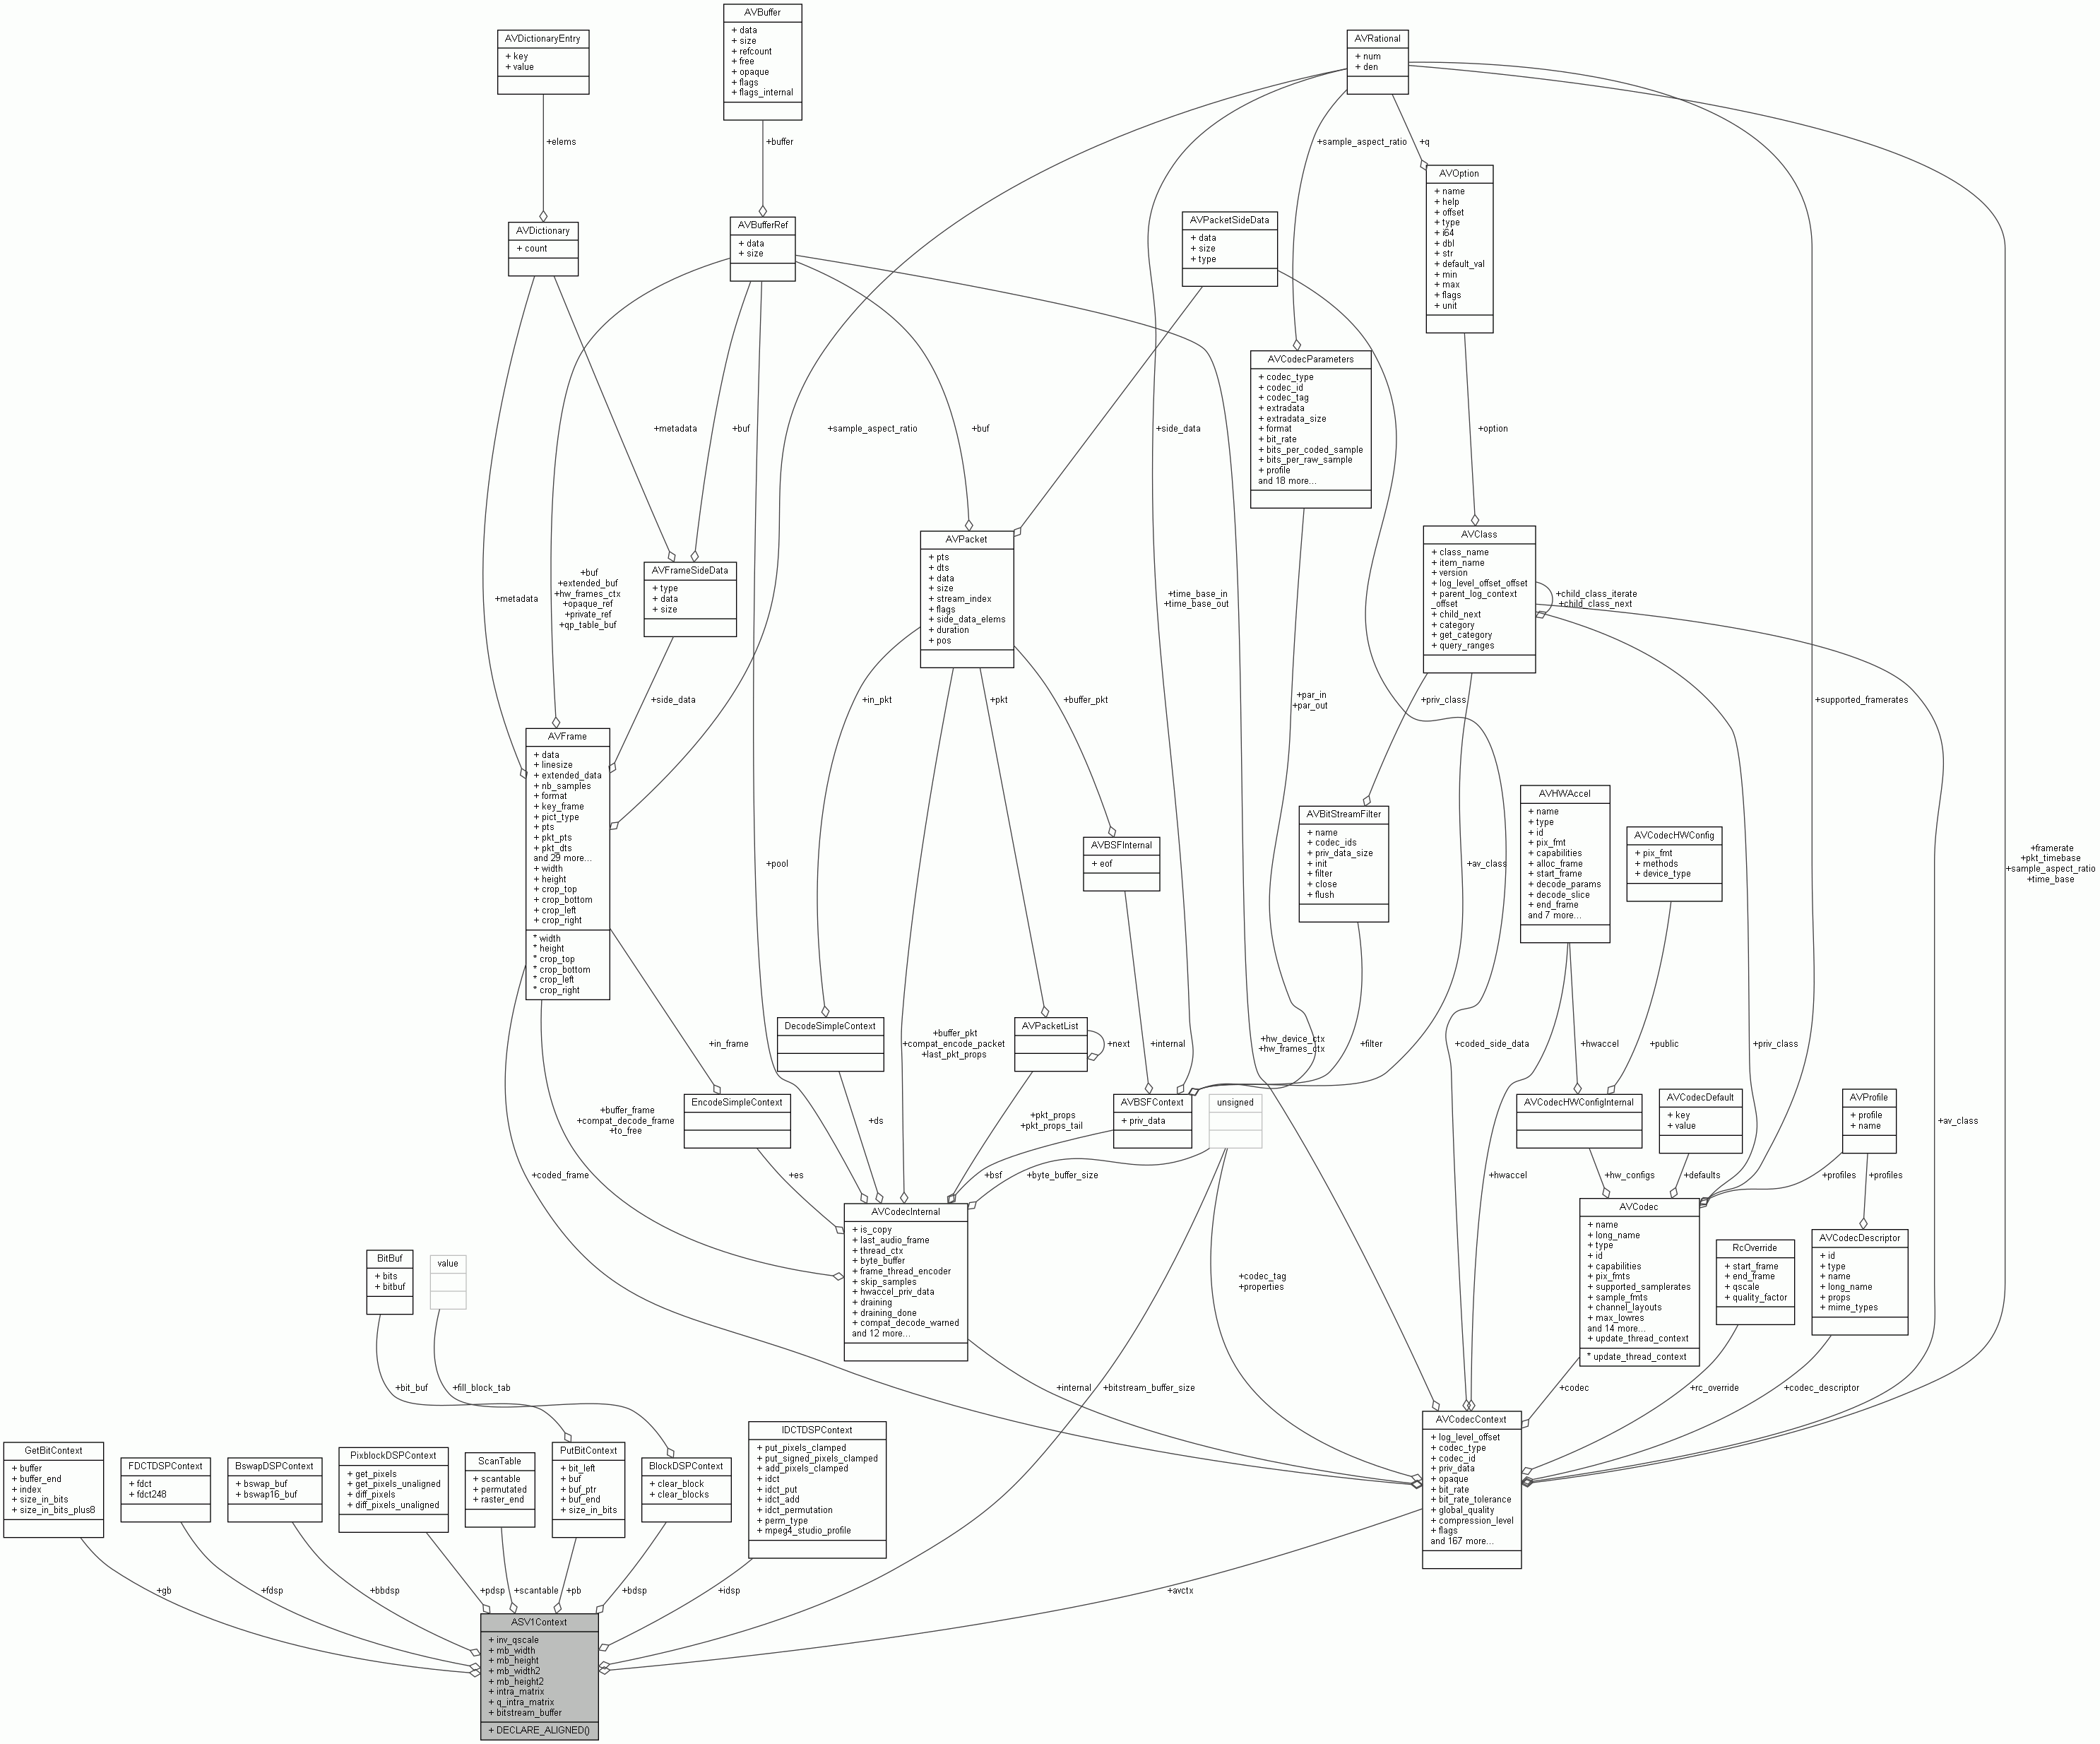 AVBuffer
+ data
+ size
+ refcount
+ free
+ opaque
+ flags
+ flags_internal
AVDictionaryEntry
+ key
+ value
AVRational
+ num
+ den
+elems
+buffer
+sample_aspect_ratio
+q
AVOption
+ name
+ help
+ offset
+ type
+ i64
+ dbl
+ str
+ default_val
+ min
+ max
+ flags
+ unit
AVDictionary
+ count
AVBufferRef
+ data
+ size
AVPacketSideData
+ data
+ size
+ type
AVCodecParameters
+ codec_type
+ codec_id
+ codec_tag
+ extradata
+ extradata_size
+ format
+ bit_rate
+ bits_per_coded_sample
+ bits_per_raw_sample
+ profile
and 18 more...
+metadata
+buf
+sample_aspect_ratio
+buf
+side_data
+option
AVPacket
+ pts
+ dts
+ data
+ size
+ stream_index
+ flags
+ side_data_elems
+ duration
+ pos
AVClass
+ class_name
+ item_name
+ version
+ log_level_offset_offset
+ parent_log_context
_offset
+ child_next
+ category
+ get_category
+ query_ranges
+child_class_iterate
+child_class_next
+metadata
+buf
+extended_buf
+hw_frames_ctx
+opaque_ref
+private_ref
+qp_table_buf
AVFrameSideData
+ type
+ data
+ size
+time_base_in
+time_base_out
+side_data
+in_pkt
+pkt
+buffer_pkt
+par_in
+par_out
+priv_class
+supported_framerates
AVFrame
+ data
+ linesize
+ extended_data
+ nb_samples
+ format
+ key_frame
+ pict_type
+ pts
+ pkt_pts
+ pkt_dts
and 29 more...
+ width
+ height
+ crop_top
+ crop_bottom
+ crop_left
+ crop_right
* width
* height
* crop_top
* crop_bottom
* crop_left
* crop_right
+pool
AVBSFInternal
+ eof
AVBitStreamFilter
+ name
+ codec_ids
+ priv_data_size
+ init
+ filter
+ close
+ flush
+av_class
AVHWAccel
+ name
+ type
+ id
+ pix_fmt
+ capabilities
+ alloc_frame
+ start_frame
+ decode_params
+ decode_slice
+ end_frame
and 7 more...
AVCodecHWConfig
+ pix_fmt
+ methods
+ device_type
+framerate
+pkt_timebase
+sample_aspect_ratio
+time_base
+in_frame
DecodeSimpleContext
+buffer_pkt
+compat_encode_packet
+last_pkt_props
AVPacketList
+next
+internal
+hw_device_ctx
+hw_frames_ctx
+filter
+coded_side_data
+hwaccel
+public
+priv_class
+buffer_frame
+compat_decode_frame
+to_free
EncodeSimpleContext
+ds
+pkt_props
+pkt_props_tail
AVBSFContext
+ priv_data
unsigned
AVCodecHWConfigInternal
AVCodecDefault
+ key
+ value
AVProfile
+ profile
+ name
+av_class
+coded_frame
+es
+bsf
+byte_buffer_size
+hwaccel
+hw_configs
+defaults
+profiles
+profiles
AVCodecInternal
+ is_copy
+ last_audio_frame
+ thread_ctx
+ byte_buffer
+ frame_thread_encoder
+ skip_samples
+ hwaccel_priv_data
+ draining
+ draining_done
+ compat_decode_warned
and 12 more...
AVCodec
+ name
+ long_name
+ type
+ id
+ capabilities
+ pix_fmts
+ supported_samplerates
+ sample_fmts
+ channel_layouts
+ max_lowres
and 14 more...
+ update_thread_context
* update_thread_context
RcOverride
+ start_frame
+ end_frame
+ qscale
+ quality_factor
AVCodecDescriptor
+ id
+ type
+ name
+ long_name
+ props
+ mime_types
BitBuf
+ bits
+ bitbuf
value
+codec_tag
+properties
+bit_buf
+fill_block_tab
+internal
+bitstream_buffer_size
+codec
+rc_override
+codec_descriptor
GetBitContext
+ buffer
+ buffer_end
+ index
+ size_in_bits
+ size_in_bits_plus8
FDCTDSPContext
+ fdct
+ fdct248
BswapDSPContext
+ bswap_buf
+ bswap16_buf
PixblockDSPContext
+ get_pixels
+ get_pixels_unaligned
+ diff_pixels
+ diff_pixels_unaligned
ScanTable
+ scantable
+ permutated
+ raster_end
PutBitContext
+ bit_left
+ buf
+ buf_ptr
+ buf_end
+ size_in_bits
BlockDSPContext
+ clear_block
+ clear_blocks
IDCTDSPContext
+ put_pixels_clamped
+ put_signed_pixels_clamped
+ add_pixels_clamped
+ idct
+ idct_put
+ idct_add
+ idct_permutation
+ perm_type
+ mpeg4_studio_profile
AVCodecContext
+ log_level_offset
+ codec_type
+ codec_id
+ priv_data
+ opaque
+ bit_rate
+ bit_rate_tolerance
+ global_quality
+ compression_level
+ flags
and 167 more...
+gb
+fdsp
+bbdsp
+pdsp
+scantable
+pb
+bdsp
+idsp
+avctx
ASV1Context
+ inv_qscale
+ mb_width
+ mb_height
+ mb_width2
+ mb_height2
+ intra_matrix
+ q_intra_matrix
+ bitstream_buffer
+ DECLARE_ALIGNED()